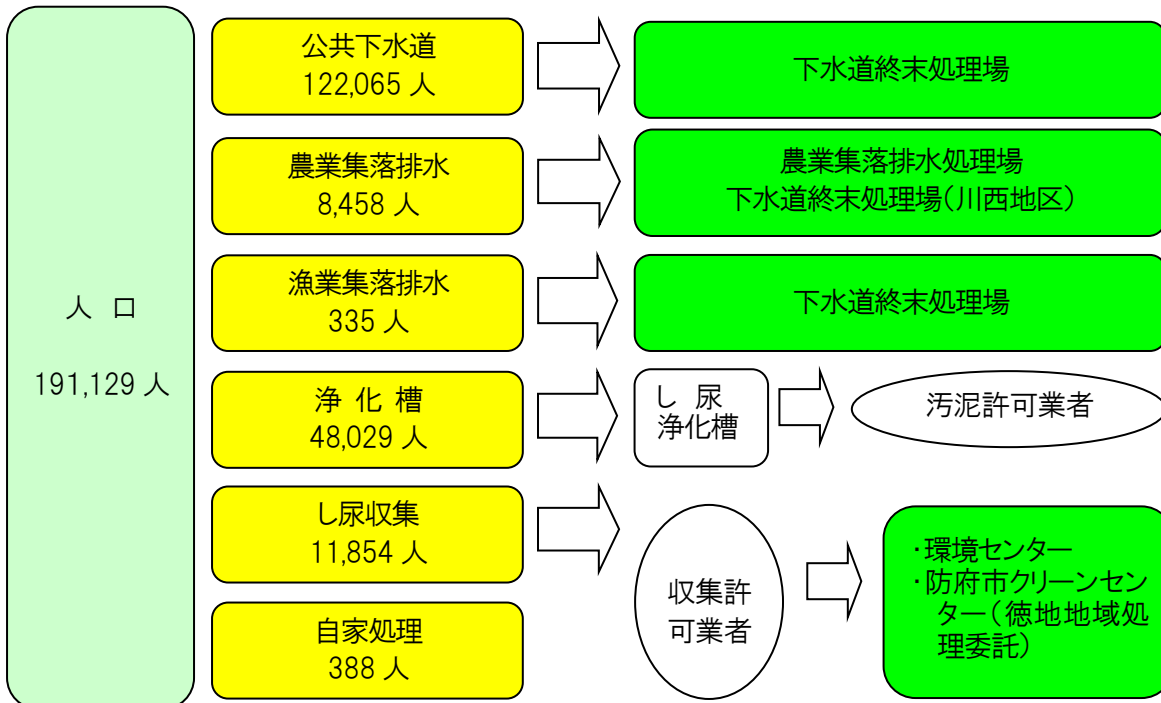 人 口
191,129 人
公共下水道
122,065 人
下水道終末処理場
農業集落排水
8,458 人
農業集落排水処理場
下水道終末処理場(川西地区)
漁業集落排水
335 人
下水道終末処理場
浄 化 槽
48,029 人
し 尿
浄化槽
汚泥許可業者
し尿収集
11,854 人
収集許
可業者
・環境センター
・防府市クリーンセン
ター(徳地地域処
理委託)
自家処理
388 人